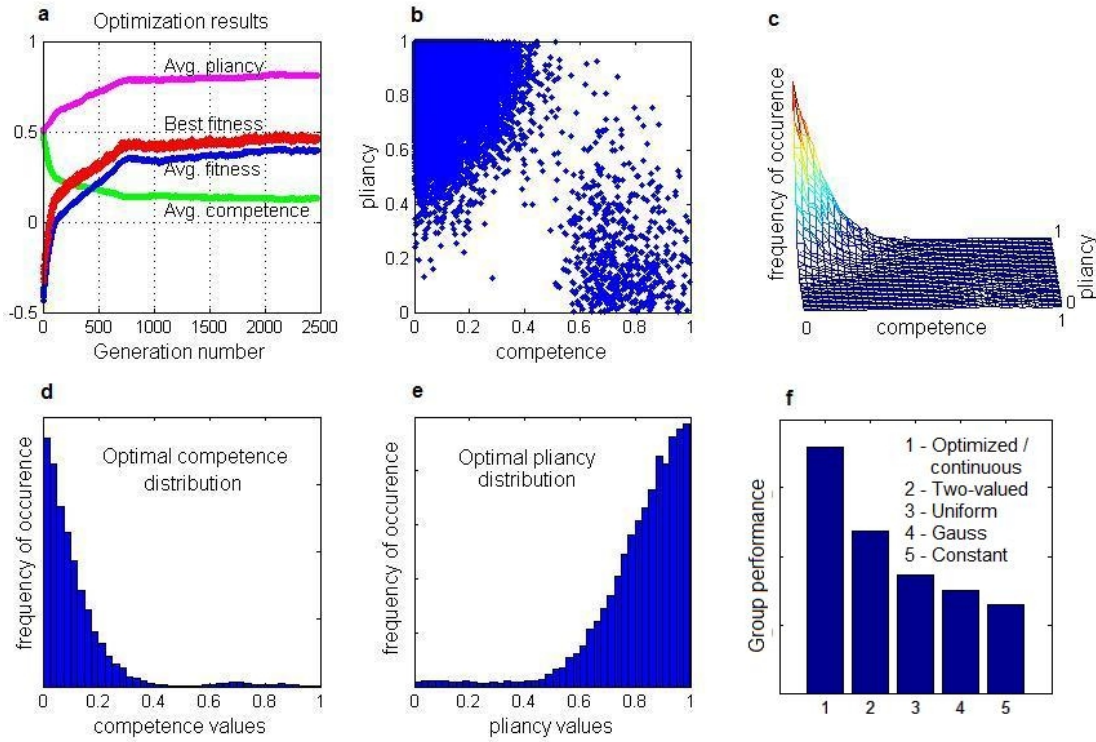 a
Optimization results
1
0.5
0
-0.5
Avg. pliancy
Best fitness
Avg. fitness
Avg. competence
0 500 1000 1500 2000 2500
Generation number
b
pliancy
1
0.8
0.6
0.4
0.2
0
0 0.2 0.4 0.6 0.8 1
competence
c
frequency of occurence
1
pliancy
0
0
competence
1
d
frequency of occurence
Optimal competence
distribution
0 0.2 0.4 0.6 0.8 1
competence values
e
frequency of occurence
Optimal pliancy
distribution
0 0.2 0.4 0.6 0.8 1
pliancy values
f
Group performance
1 - Optimized /
continuous
2 - Two-valued
3 - Uniform
4 - Gauss
5 - Constant
1 2 3 4 5